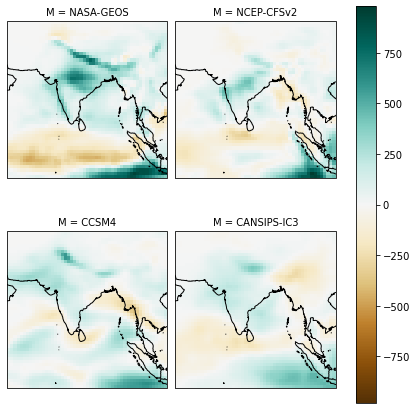 M = NASA-GEOS
M = NCEP-CFSv2
M = CCSM4
M = CANSIPS-IC3
750
500
250
0
−250
−500
−750